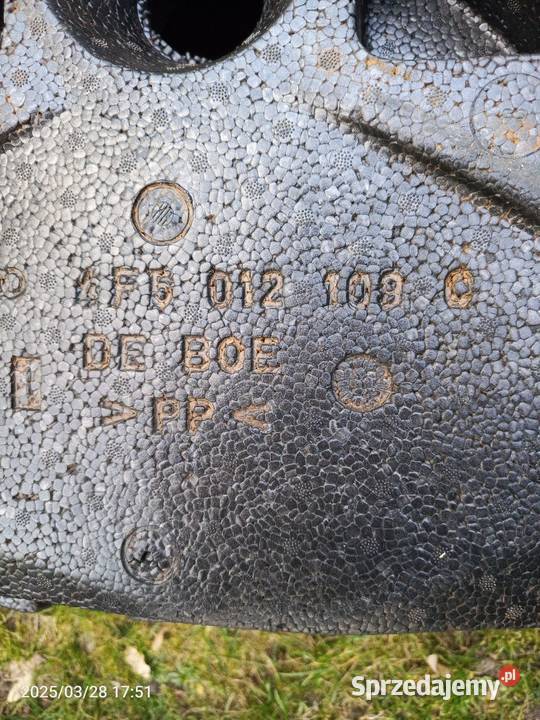 4F5 012 109 C
DE BOE
>PP<
2025/03/28 17:51
Sprzedajemy.pl